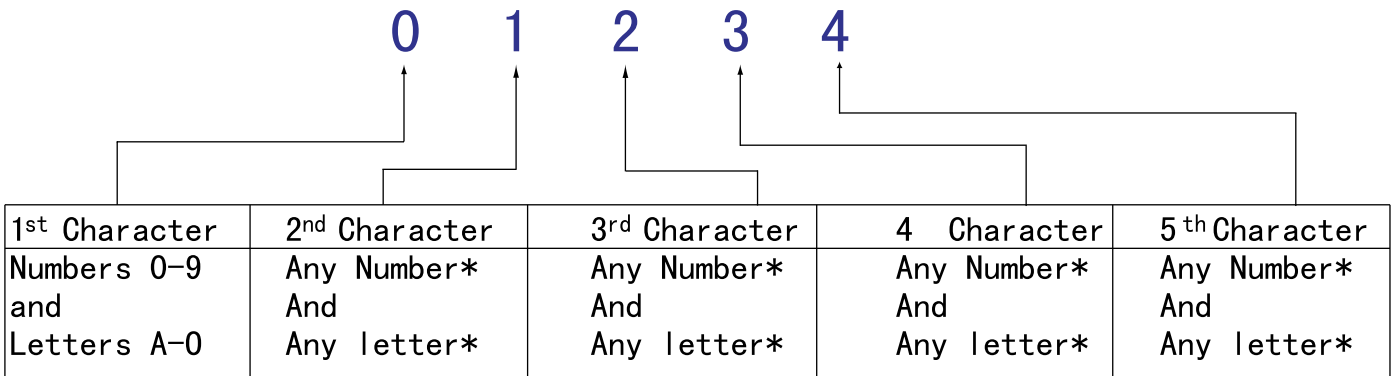 0 1 2 3 4
1st Character 2nd Character 3rd Character 4 Character 5th Character
Numbers 0-9 Any Number* Any Number* Any Number* Any Number*
and And And And And
Letters A-O Any letter* Any letter* Any letter* Any letter*